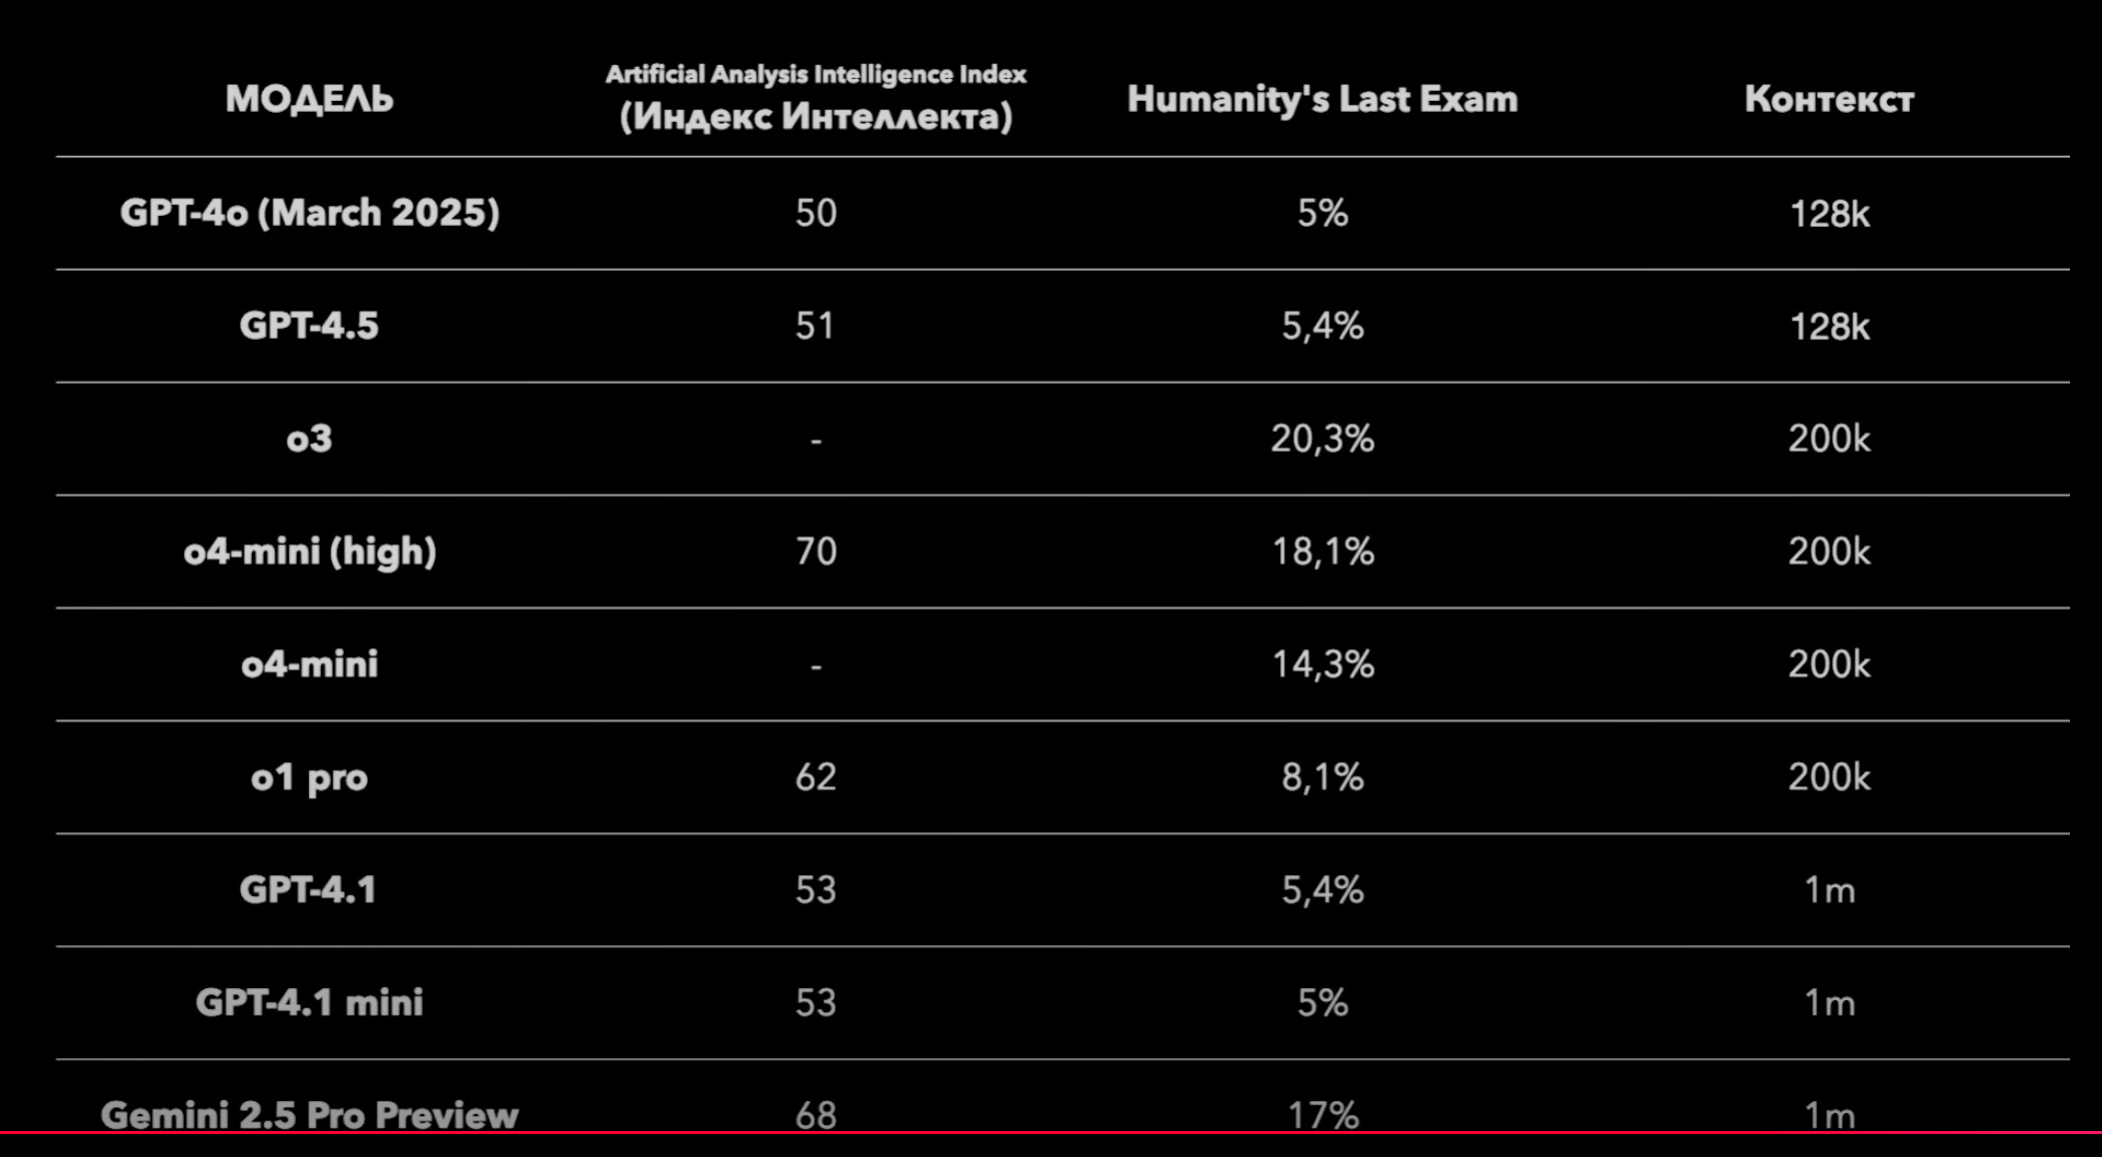 МОДЕЛЬ Artificial Analysis Intelligence Index (Индекс Интеллекта) Humanity's Last Exam Контекст
GPT-4o (March 2025) 50 5% 128k
GPT-4.5 51 5,4% 128k
o3 - 20,3% 200k
o4-mini (high) 70 18,1% 200k
o4-mini - 14,3% 200k
o1 pro 62 8,1% 200k
GPT-4.1 53 5,4% 1m
GPT-4.1 mini 53 5% 1m
Gemini 2.5 Pro Preview 68 17% 1m